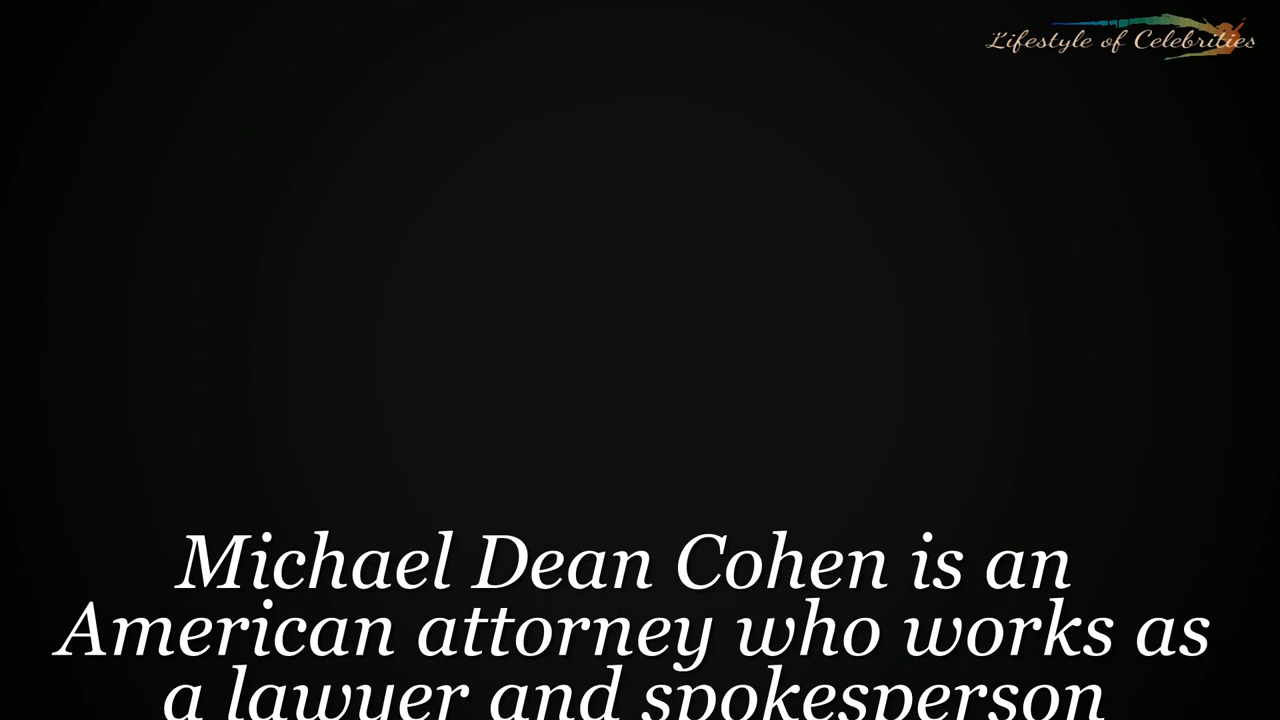 Lifestyle of Celebrities
Michael Dean Cohen is an
American attorney who works as
a lawyer and spokesperson